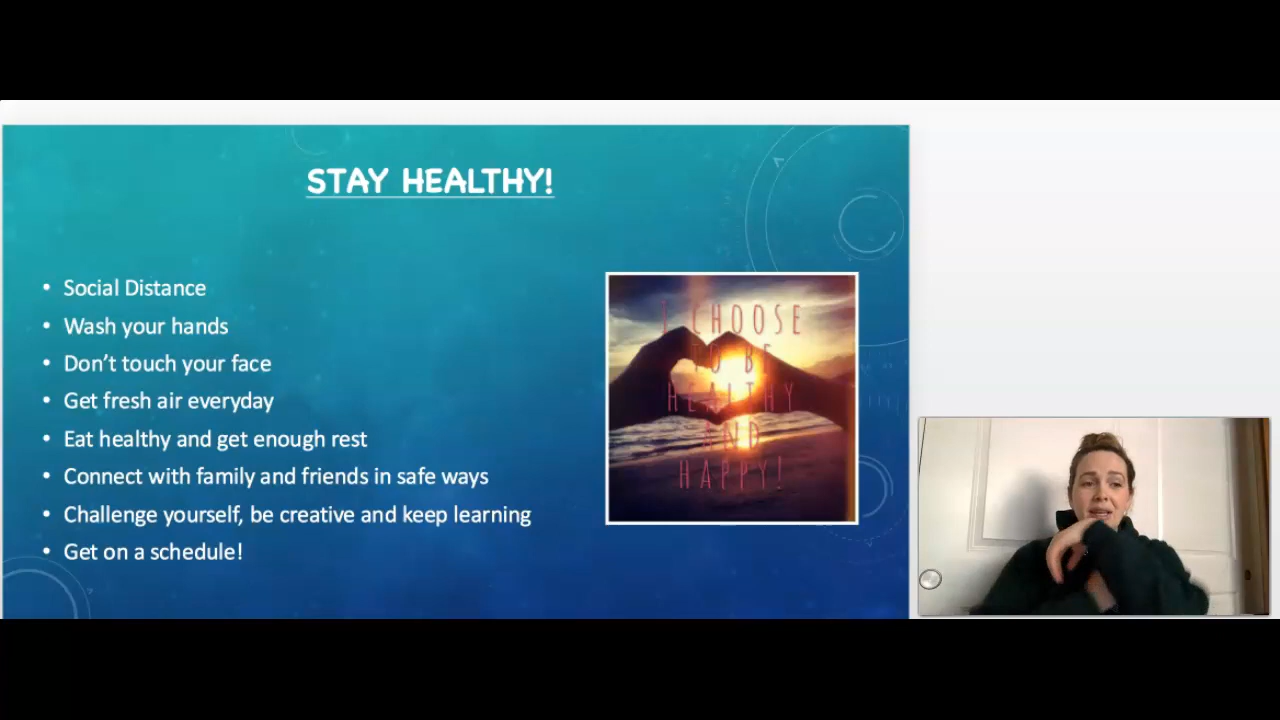 STAY HEALTHY!
• Social Distance
• Wash your hands
• Don’t touch your face
• Get fresh air everyday
• Eat healthy and get enough rest
• Connect with family and friends in safe ways
• Challenge yourself, be creative and keep learning
• Get on a schedule!
I CHOOSE
TO BE
HEALTHY
AND
HAPPY!